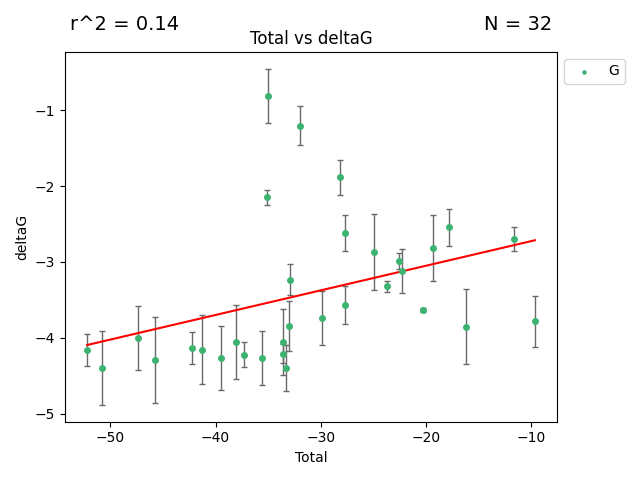 r^2 = 0.14
N = 32
Total vs deltaG
G
deltaG
−1
−2
−3
−4
−5
−50
−40
−30
−20
−10
Total